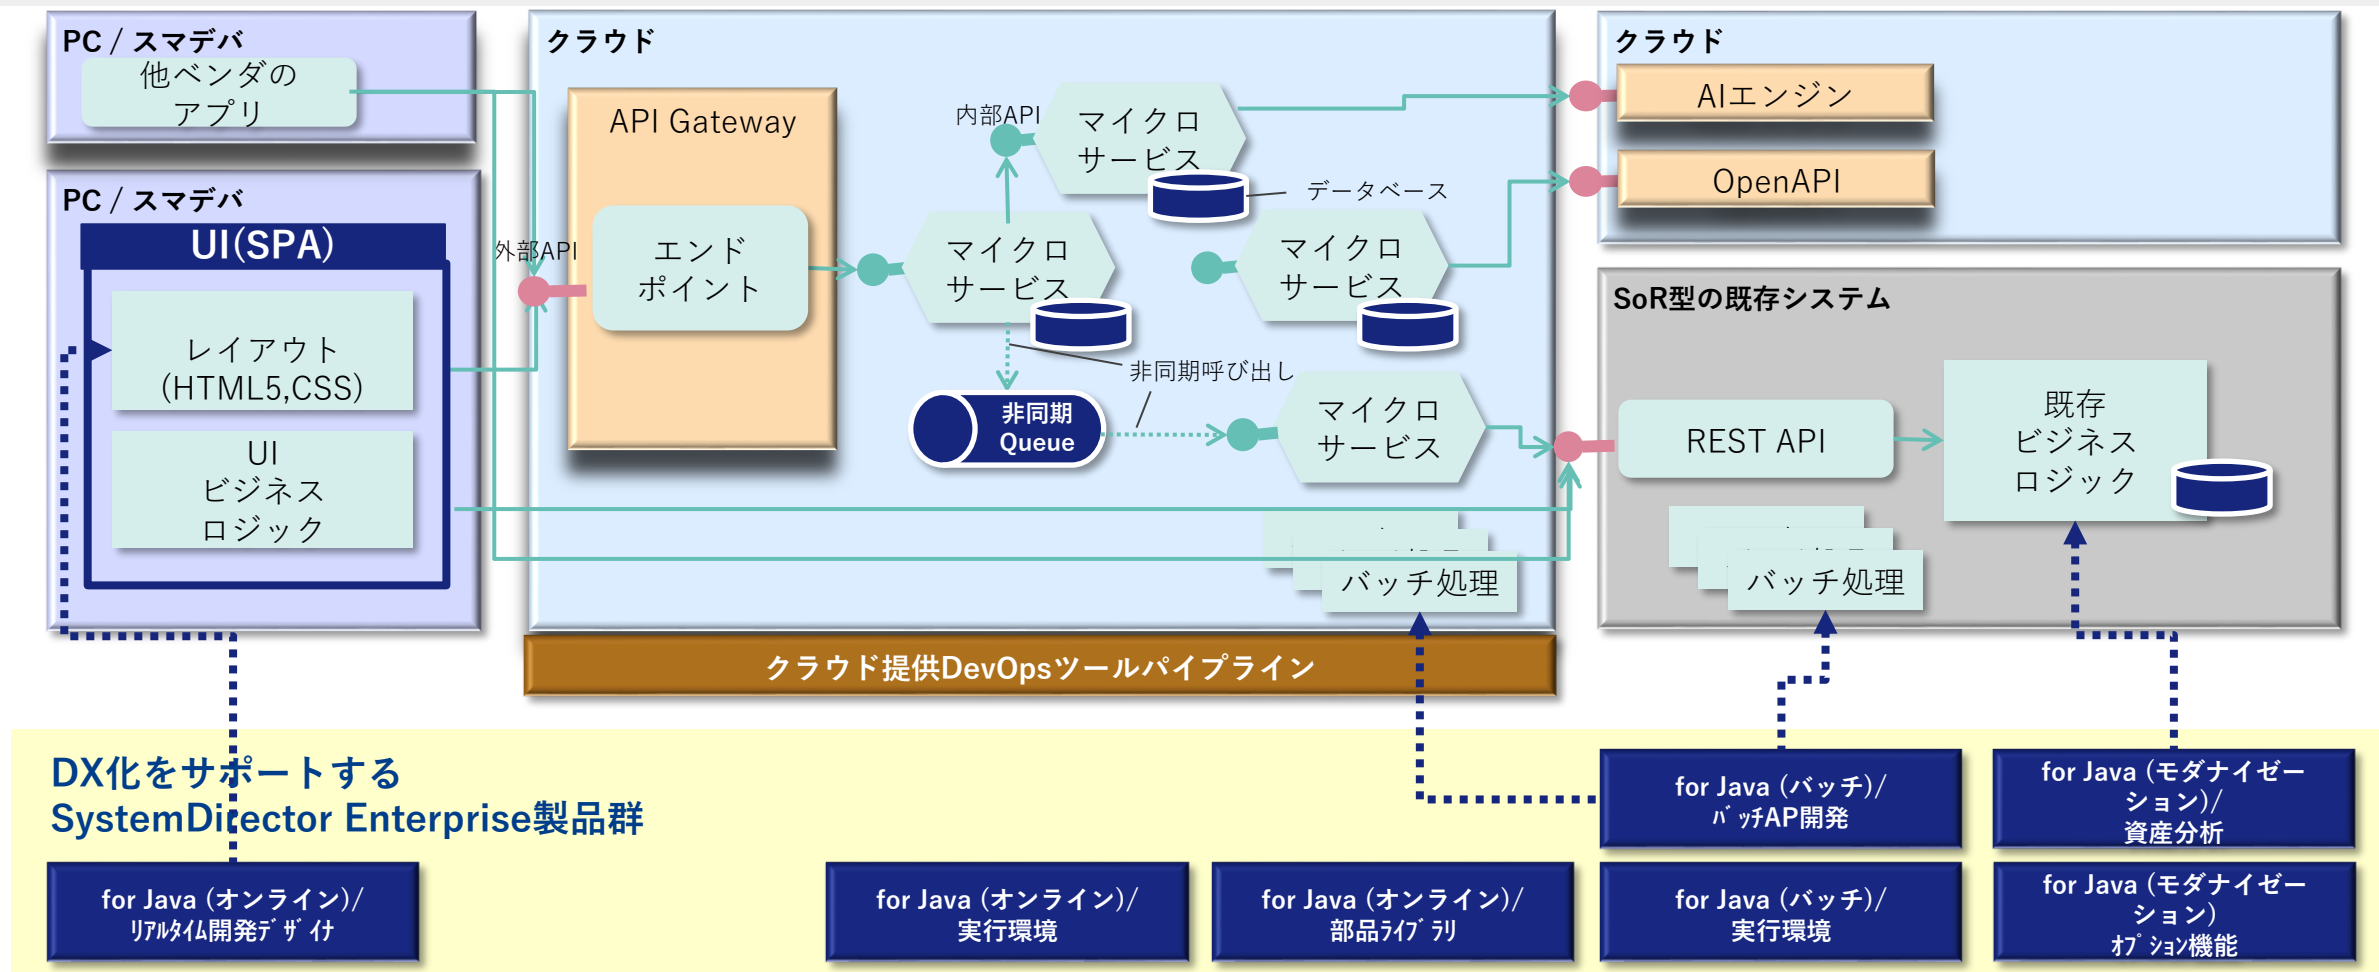 PC / スマデバ
他ベンダの
アプリ
PC / スマデバ
UI(SPA)
レイアウト
(HTML5,CSS)
UI
ビジネス
ロジック
クラウド
API Gateway
外部API
エンド
ポイント
内部API
マイクロ
サービス
データベース
マイクロ
サービス
マイクロ
サービス
非同期呼び出し
非同期
Queue
マイクロ
サービス
バッチ処理
クラウド提供DevOpsツールパイプライン
クラウド
AIエンジン
OpenAPI
SoR型の既存システム
REST API
既存
ビジネス
ロジック
バッチ処理
DX化をサポートする
SystemDirector Enterprise製品群
for Java (バッチ)/
ﾊﾞｯﾁAP開発
for Java (モダナイゼー
ション)/
資産分析
for Java (オンライン)/
ﾘｱﾙﾀｲﾑ開発ﾃﾞｻﾞｲﾅ
for Java (オンライン)/
実行環境
for Java (オンライン)/
部品ﾗｲﾌﾞﾗﾘ
for Java (バッチ)/
実行環境
for Java (モダナイゼー
ション)
ｵﾌﾟｼｮﾝ機能